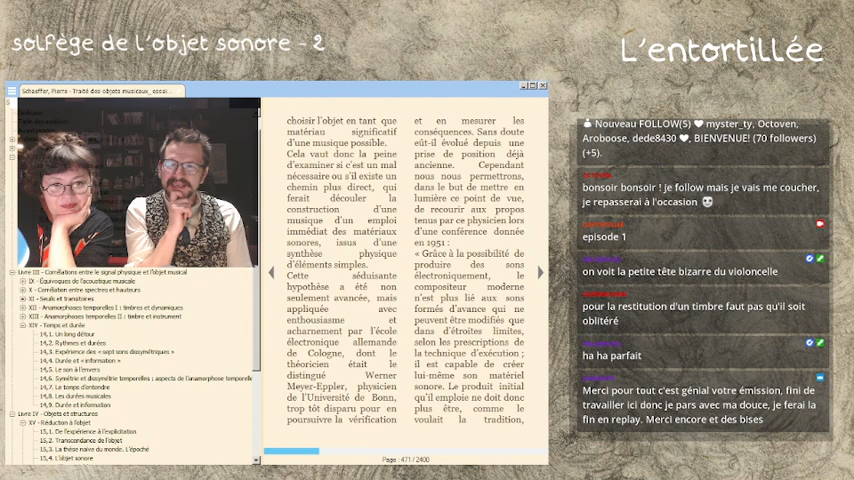 solfège de l'objet sonore - 2
L'entortillée
Schaeffer, Pierre - Traité des objets musicaux_ essai...
Livre III - Corrélations entre le signal physique et l'objet musical
IX - Équivoques de l'acoustique musicale
X - Corrélation entre spectres et hauteurs
XI - Seuils et transitoires
XII - Anamorphoses temporelles I : timbres et dynamiques
XIII - Anamorphoses temporelles II : timbre et instrument
XIV - Temps et durée
14,1. Un long détour
14,2. Rythmes et durées
14,3. Expérience des « sept sons dissymétriques »
14,4. Durée et « information »
14,5. Le son à l'envers
14,6. Symétrie et dissymétrie temporelles : aspects de l'anamorphose temporelle
14,7. Le temps d'entendre
14,8. Les durées musicales
14,9. Durée et information
Livre IV - Objets et structures
XV - Réduction à l'objet
15,1. De l'expérience à l'explicitation
15,2. Transcendance de l'objet
15,3. La thèse naïve du monde. L'époché
15,4. L'objet sonore
choisir l'objet en tant que
matériau significatif
d'une musique possible.
Cela vaut donc la peine
d'examiner si c'est un mal
nécessaire ou s'il existe un
chemin plus direct, qui
ferait découler la
construction d'une
musique d'un emploi
immédiat des matériaux
sonores, issus d'une
synthèse physique
d'éléments simples.
Cette séduisante
hypothèse a été non
seulement avancée, mais
appliquée avec
enthousiasme et
acharnement par l'école
électronique allemande
de Cologne, dont le
théoricien était le
distingué Werner
Meyer-Eppler, physicien
de l'Université de Bonn,
trop tôt disparu pour en
poursuivre la vérification
et en mesurer les
conséquences. Sans doute
eût-il évolué depuis une
prise de position déjà
ancienne. Cependant
nous nous permettrons,
dans le but de mettre en
lumière ce point de vue,
de recourir aux propos
tenus par ce physicien lors
d'une conférence donnée
en 1951 :
« Grâce à la possibilité de
produire des sons
électroniquement, le
compositeur moderne
n'est plus lié aux sons
formés d'avance qui ne
peuvent être modifiés que
dans d'étroites limites,
selon les prescriptions de
la technique d'exécution ;
il est capable de créer
lui-même son matériel
sonore. Le produit initial
qu'il emploie ne doit donc
plus être, comme le
voulait la tradition,
Page : 471 / 2400
Nouveau FOLLOW(S) ❤ myster_ty, Octoven,
Aroboose, dede8430 ❤, BIENVENUE! (70 followers)
(+5).
bonsoir bonsoir ! je follow mais je vais me coucher,
je repasserai à l'occasion
episode 1
on voit la petite tête bizarre du violoncelle
pour la restitution d'un timbre faut pas qu'il soit
oblitéré
ha ha parfait
Merci pour tout c'est génial votre émission, fini de
travailler ici donc je pars avec ma douce, je ferai la
fin en replay. Merci encore et des bises